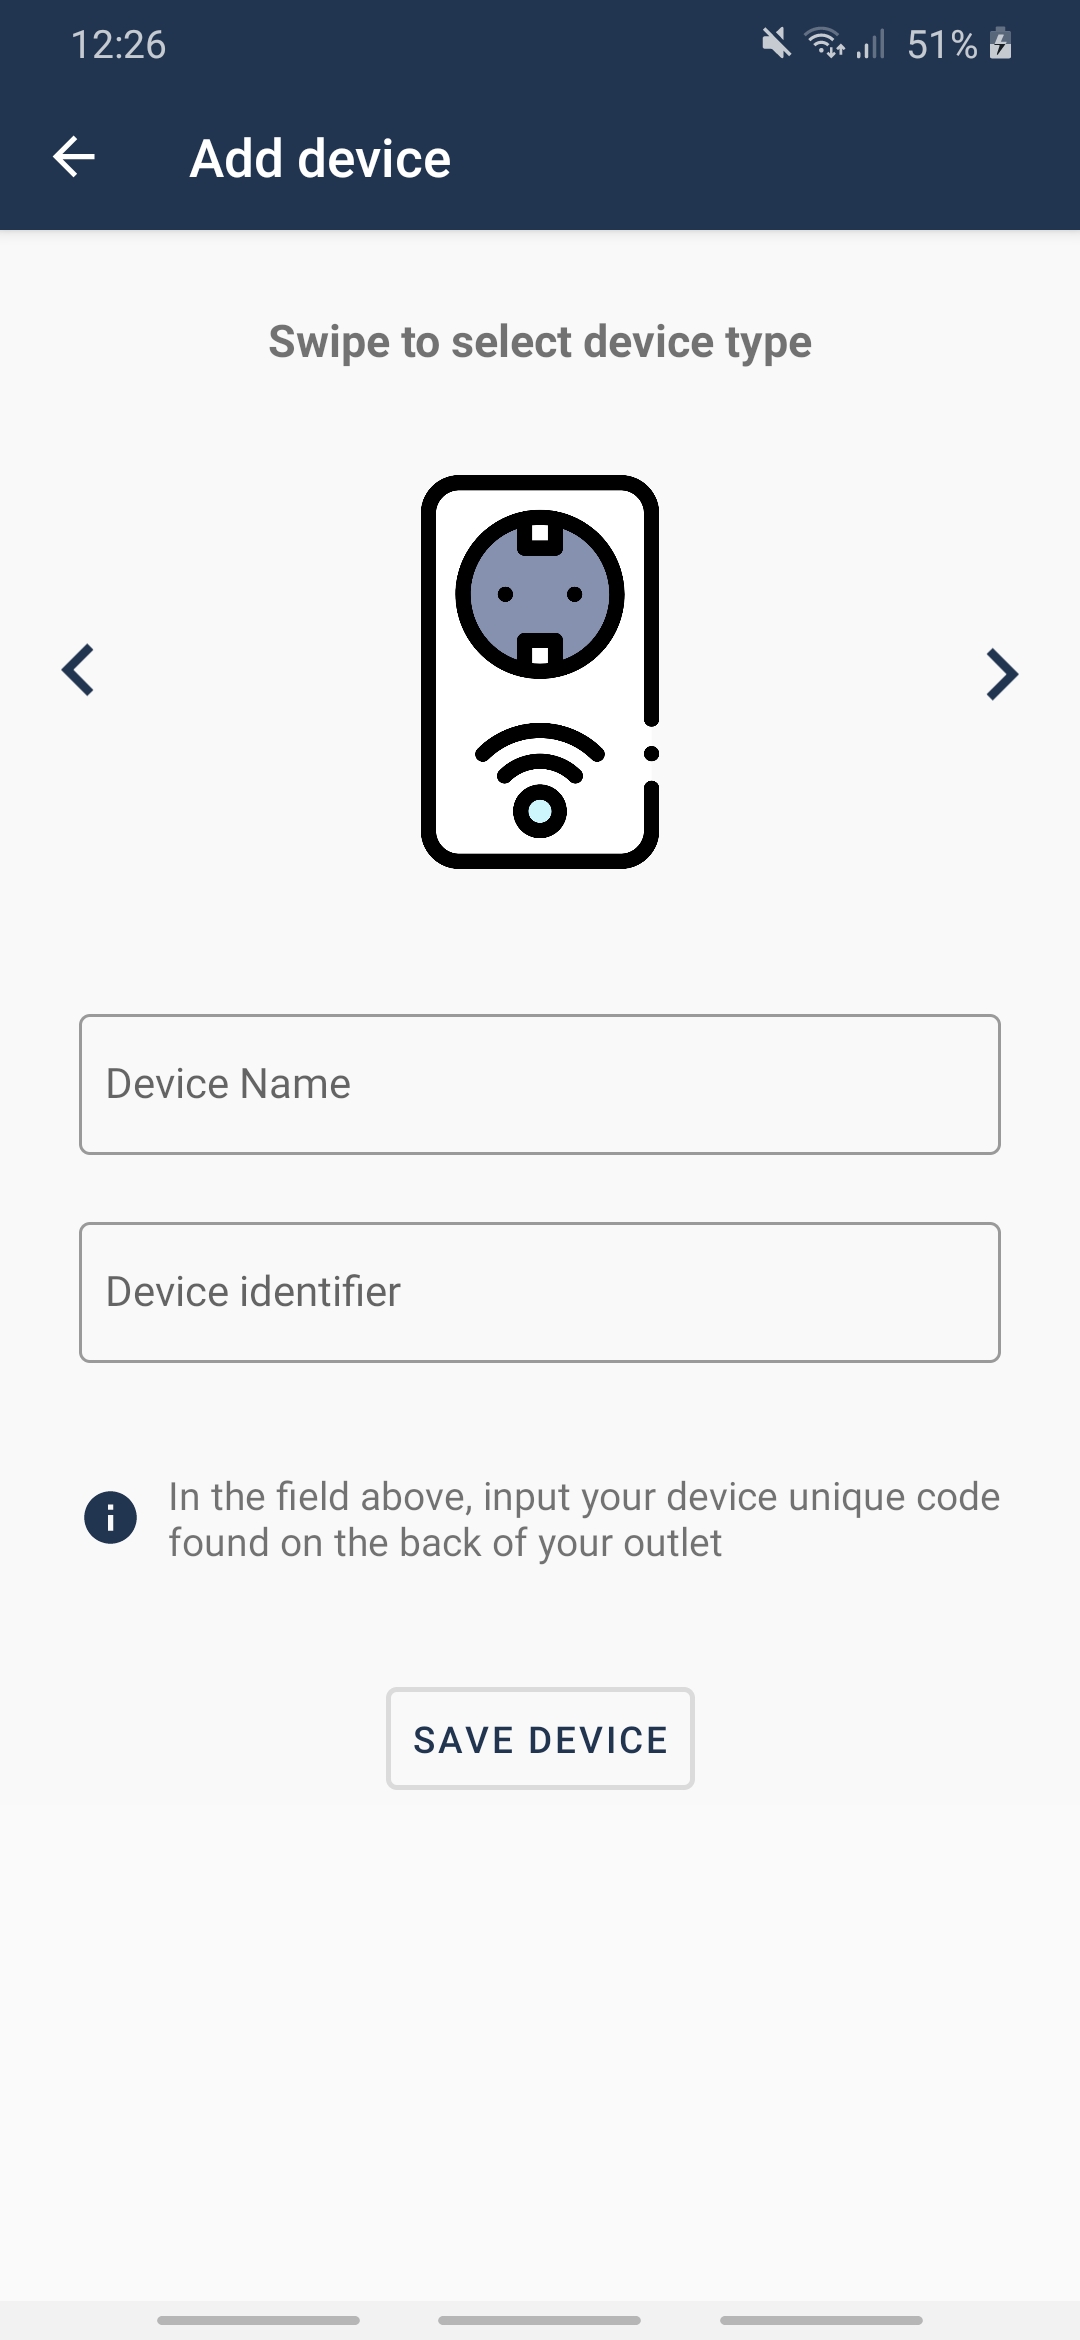 12:26
51%
Add device
Swipe to select device type
Device Name
Device identifier
In the field above, input your device unique code
found on the back of your outlet
SAVE DEVICE